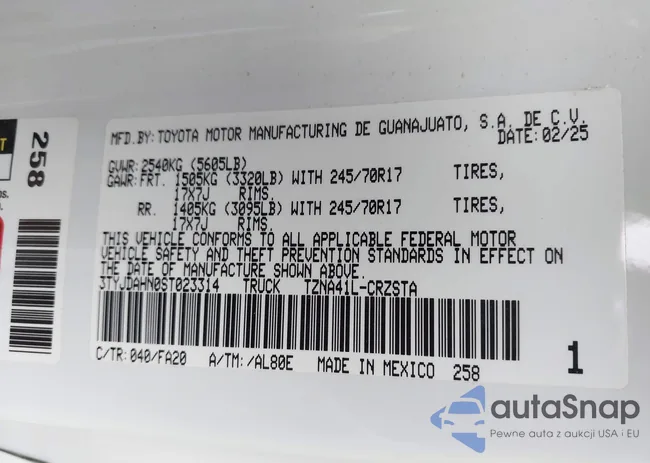 258
MFD.BY: TOYOTA MOTOR MANUFACTURING DE GUANAJUATO, S.A. DE C.V.
DATE: 02/25
GVWR: 2540KG (5605LB)
GAWR: FRT. 1505KG (3320LB) WITH 245/70R17 TIRES,
17X7J RIMS.
RR. 1405KG (3095LB) WITH 245/70R17 TIRES,
17X7J RIMS.
THIS VEHICLE CONFORMS TO ALL APPLICABLE FEDERAL MOTOR
VEHICLE SAFETY AND THEFT PREVENTION STANDARDS IN EFFECT ON
THE DATE OF MANUFACTURE SHOWN ABOVE.
3TYJDAHN0ST023314 TRUCK TZNA41L-CRZSTA
C/TR: 040/FA20 A/TM: /AL80E MADE IN MEXICO 258 1
autaSnap
Pewne auta z aukcji USA i EU